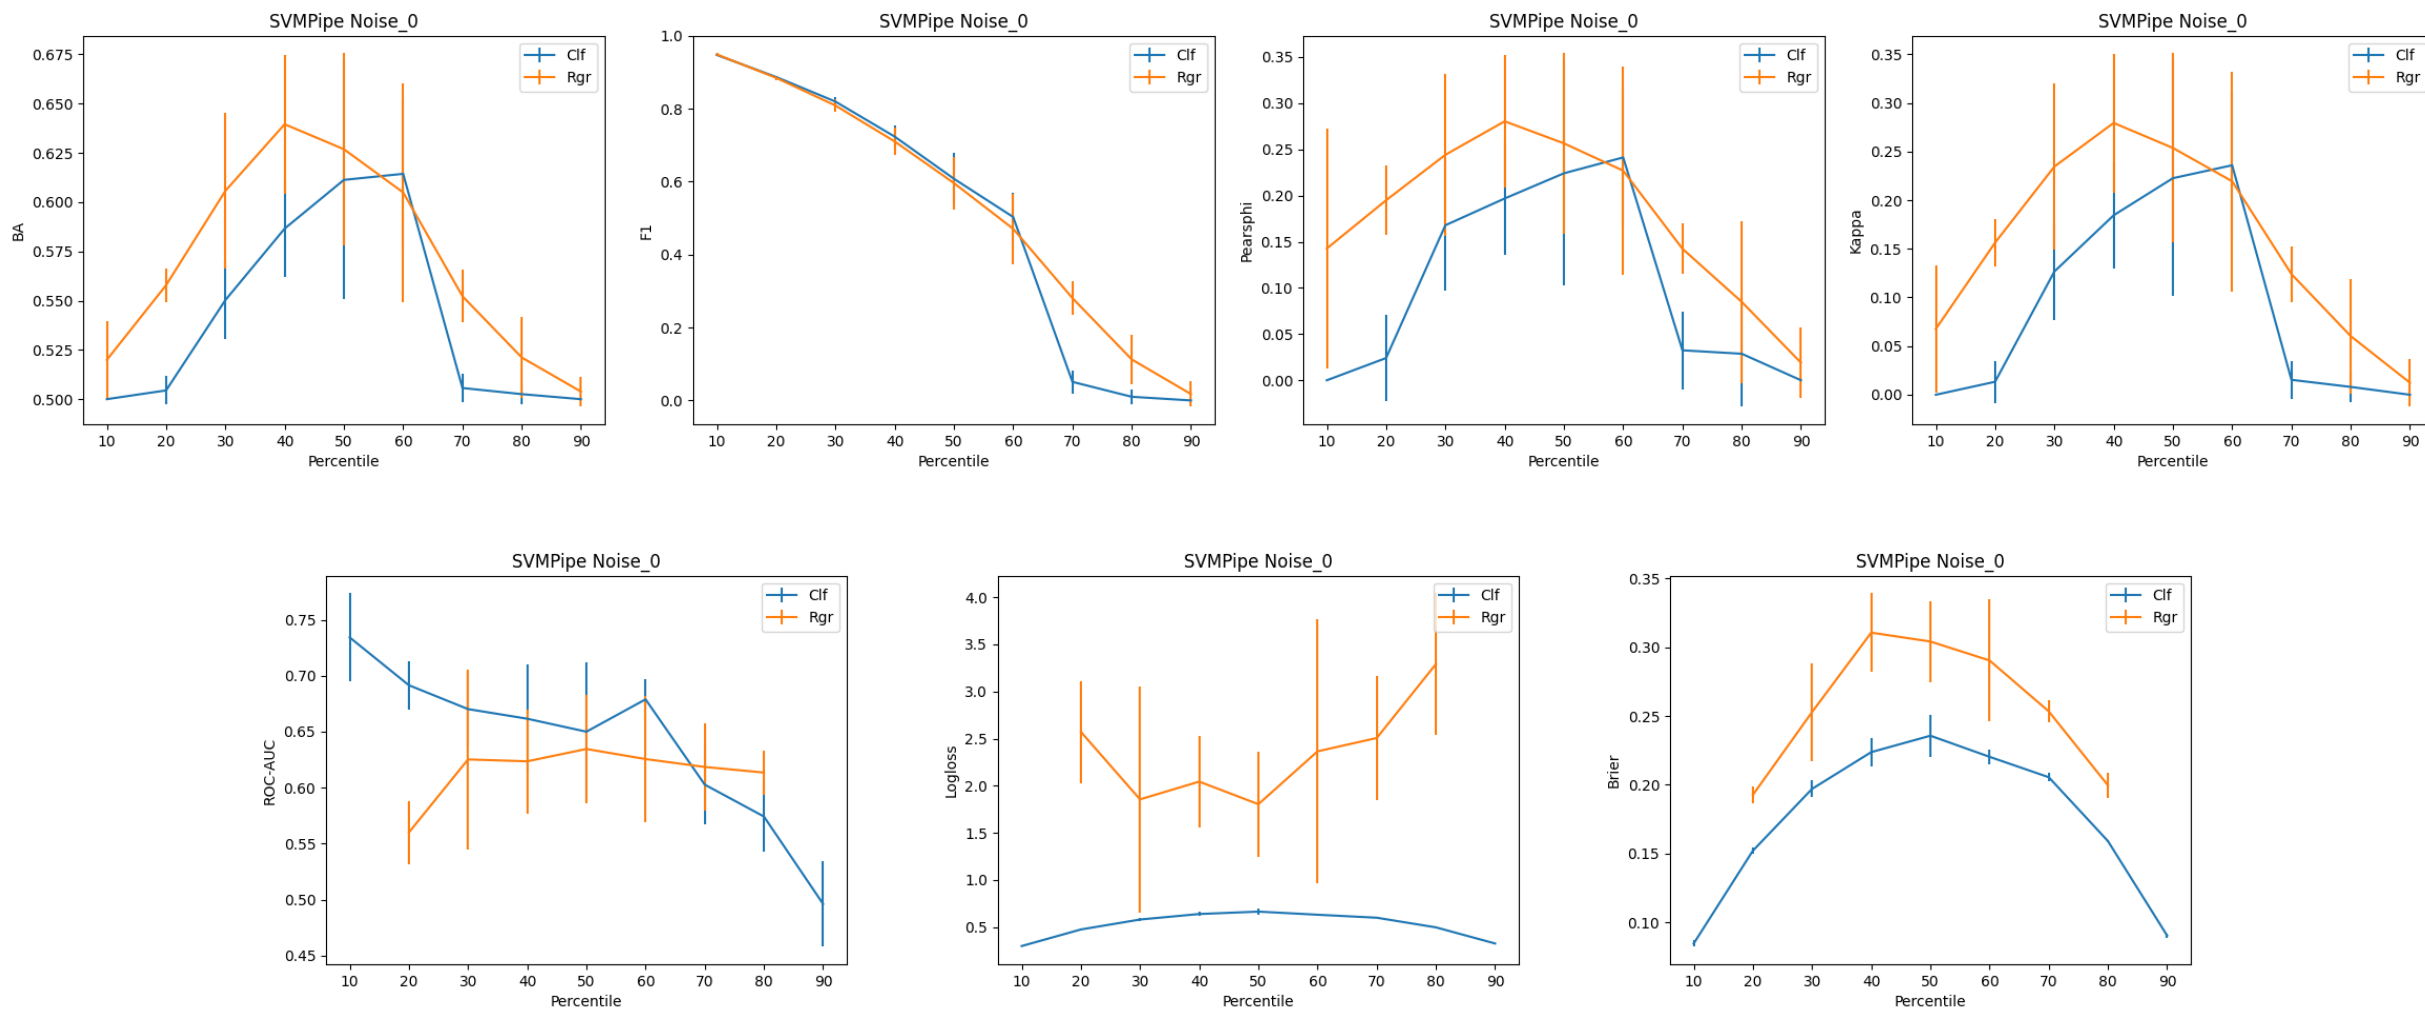 SVMPipe Noise_0
0.675
0.650
0.625
0.600
0.575
0.550
0.525
0.500
BA
10 20 30 40 50 60 70 80 90
Percentile
Clf
Rgr
SVMPipe Noise_0
1.0
0.8
0.6
0.4
0.2
0.0
F1
10 20 30 40 50 60 70 80 90
Percentile
Clf
Rgr
SVMPipe Noise_0
0.35
0.30
0.25
0.20
0.15
0.10
0.05
0.00
Pearsphi
10 20 30 40 50 60 70 80 90
Percentile
Clf
Rgr
SVMPipe Noise_0
0.35
0.30
0.25
0.20
0.15
0.10
0.05
0.00
Kappa
10 20 30 40 50 60 70 80 90
Percentile
Clf
Rgr
SVMPipe Noise_0
0.75
0.70
0.65
0.60
0.55
0.50
0.45
ROC-AUC
10 20 30 40 50 60 70 80 90
Percentile
Clf
Rgr
SVMPipe Noise_0
4.0
3.5
3.0
2.5
2.0
1.5
1.0
0.5
Logloss
10 20 30 40 50 60 70 80 90
Percentile
Clf
Rgr
SVMPipe Noise_0
0.35
0.30
0.25
0.20
0.15
0.10
Brier
10 20 30 40 50 60 70 80 90
Percentile
Clf
Rgr